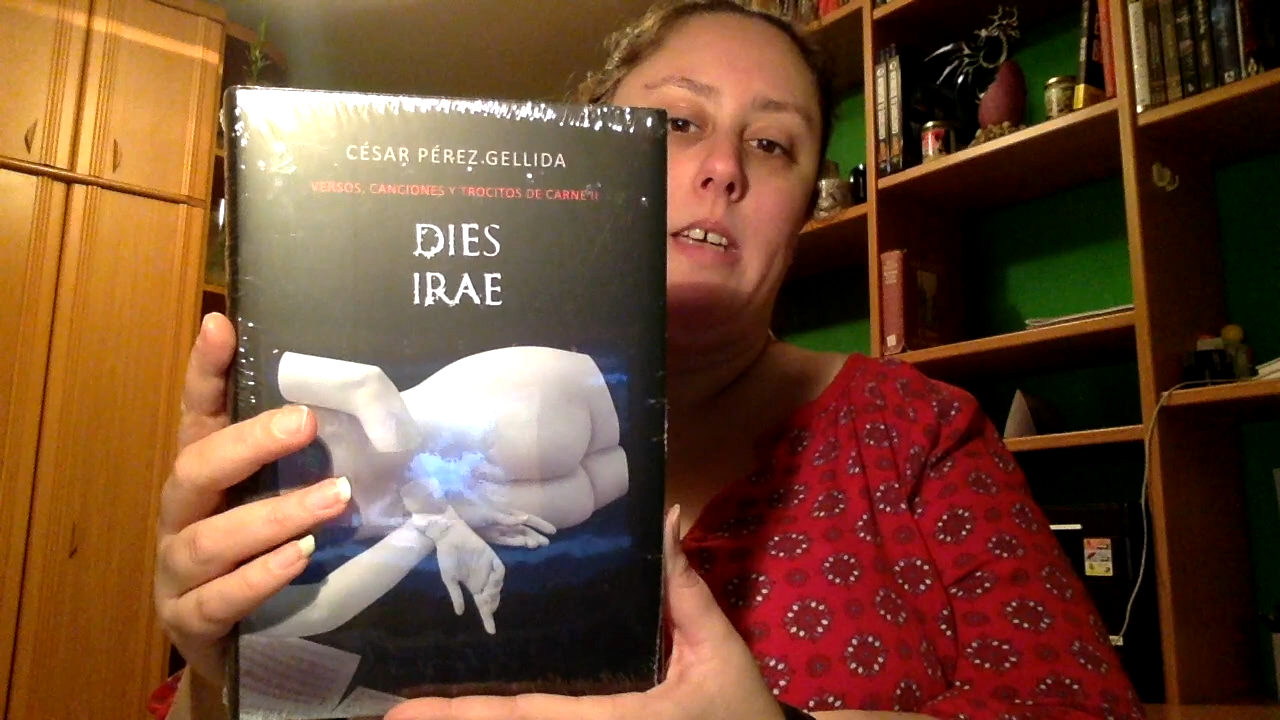 CÉSAR PÉREZ GELLIDA
VERSOS, CANCIONES Y TROCITOS DE CARNE II
DIES
IRAE